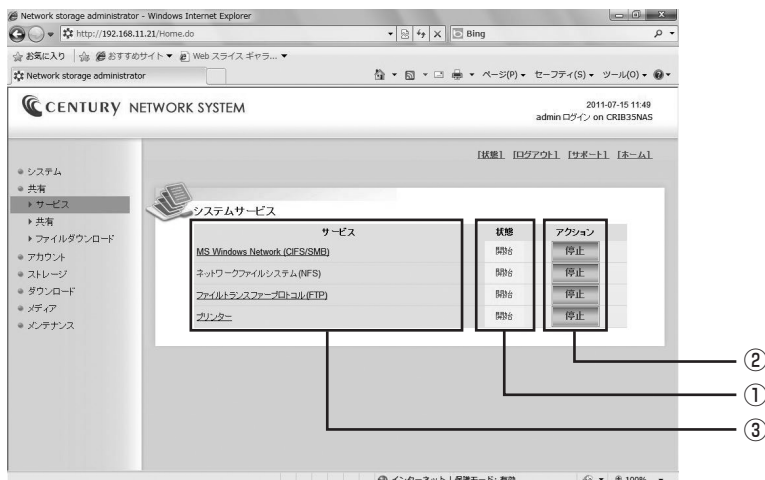 Network storage administrator - Windows Internet Explorer
http://192.168.11.21/Home.do
Bing
お気に入り おすすめサイト ▼ Web スライス ギャラ... ▼
Network storage administrator
ページ(P) ▼ セーフティ(S) ▼ ツール(O) ▼
CENTURY NETWORK SYSTEM
2011-07-15 11:49
admin ログイン on CRIB35NAS
[状態] [ログアウト] [サポート] [ホーム]
システム
共有
サービス
共有
ファイルダウンロード
アカウント
ストレージ
ダウンロード
メディア
メンテナンス
システムサービス
サービス 状態 アクション
MS Windows Network (CIFS/SMB) 開始 停止
ネットワークファイルシステム(NFS) 開始 停止
ファイルトランスファープロトコル(FTP) 開始 停止
プリンター 開始 停止
②
①
③
インターネット | 保護モード: 有効 100%